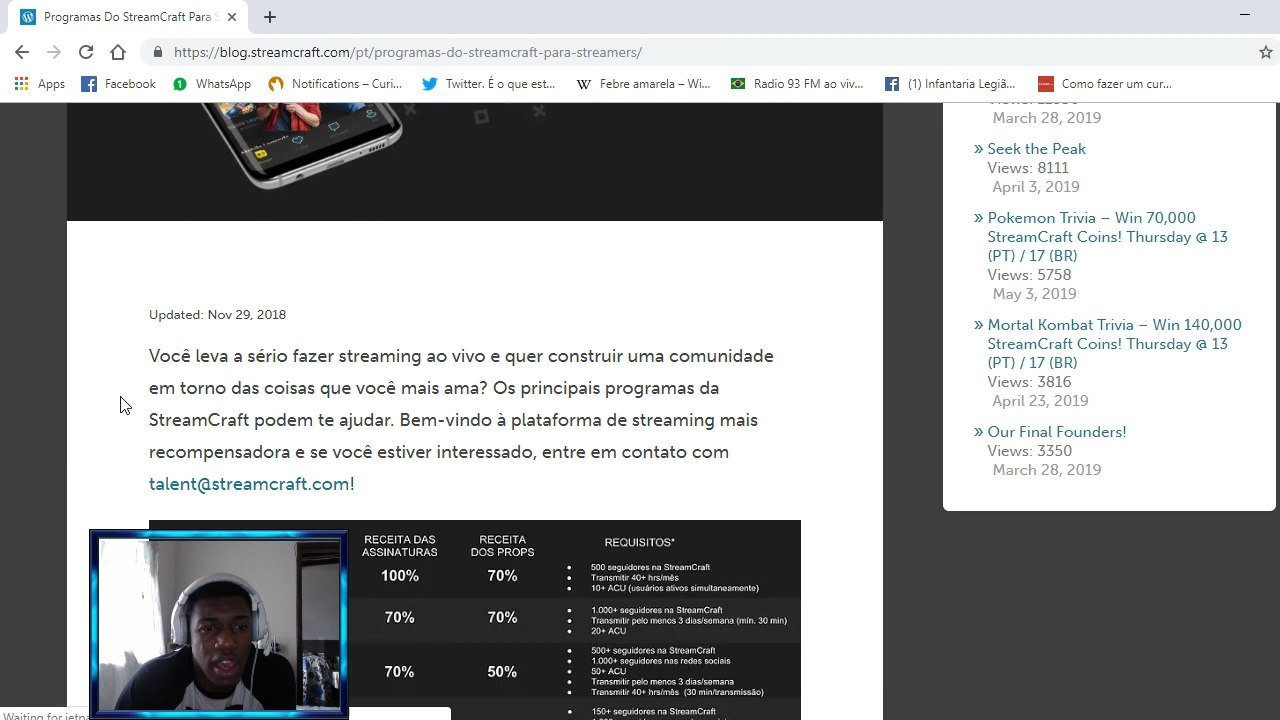 Programas Do StreamCraft Para S
https://blog.streamcraft.com/pt/programas-do-streamcraft-para-streamers/
Apps
Facebook
1
WhatsApp
Notifications – Curi...
Twitter. É o que est...
W
Febre amarela – Wi...
Radio 93 FM ao viv...
(1) Infantaria Legiã...
Como fazer um cur...
March 28, 2019
» Seek the Peak
Views: 8111
April 3, 2019
» Pokemon Trivia – Win 70,000
StreamCraft Coins! Thursday @ 13
(PT) / 17 (BR)
Views: 5758
May 3, 2019
» Mortal Kombat Trivia – Win 140,000
StreamCraft Coins! Thursday @ 13
(PT) / 17 (BR)
Views: 3816
April 23, 2019
» Our Final Founders!
Views: 3350
March 28, 2019
Updated: Nov 29, 2018
Você leva a sério fazer streaming ao vivo e quer construir uma comunidade
em torno das coisas que você mais ama? Os principais programas da
StreamCraft podem te ajudar. Bem-vindo à plataforma de streaming mais
recompensadora e se você estiver interessado, entre em contato com
talent@streamcraft.com!
RECEITA DAS
ASSINATURAS
RECEITA
DOS PROPS
REQUISITOS*
100%
70%
• 500 seguidores na StreamCraft
• Transmitir 40+ hrs/mês
• 10+ ACU (usuários ativos simultaneamente)
70%
70%
• 1.000+ seguidores na StreamCraft
• Transmitir pelo menos 3 dias/semana (mín. 30 min)
• 20+ ACU
70%
50%
• 500+ seguidores na StreamCraft
• 1.000+ seguidores nas redes sociais
• 50+ ACU
• Transmitir pelo menos 3 dias/semana
• Transmitir 40+ hrs/mês (30 min/transmissão)
• 150+ seguidores na StreamCraft
Waiting for